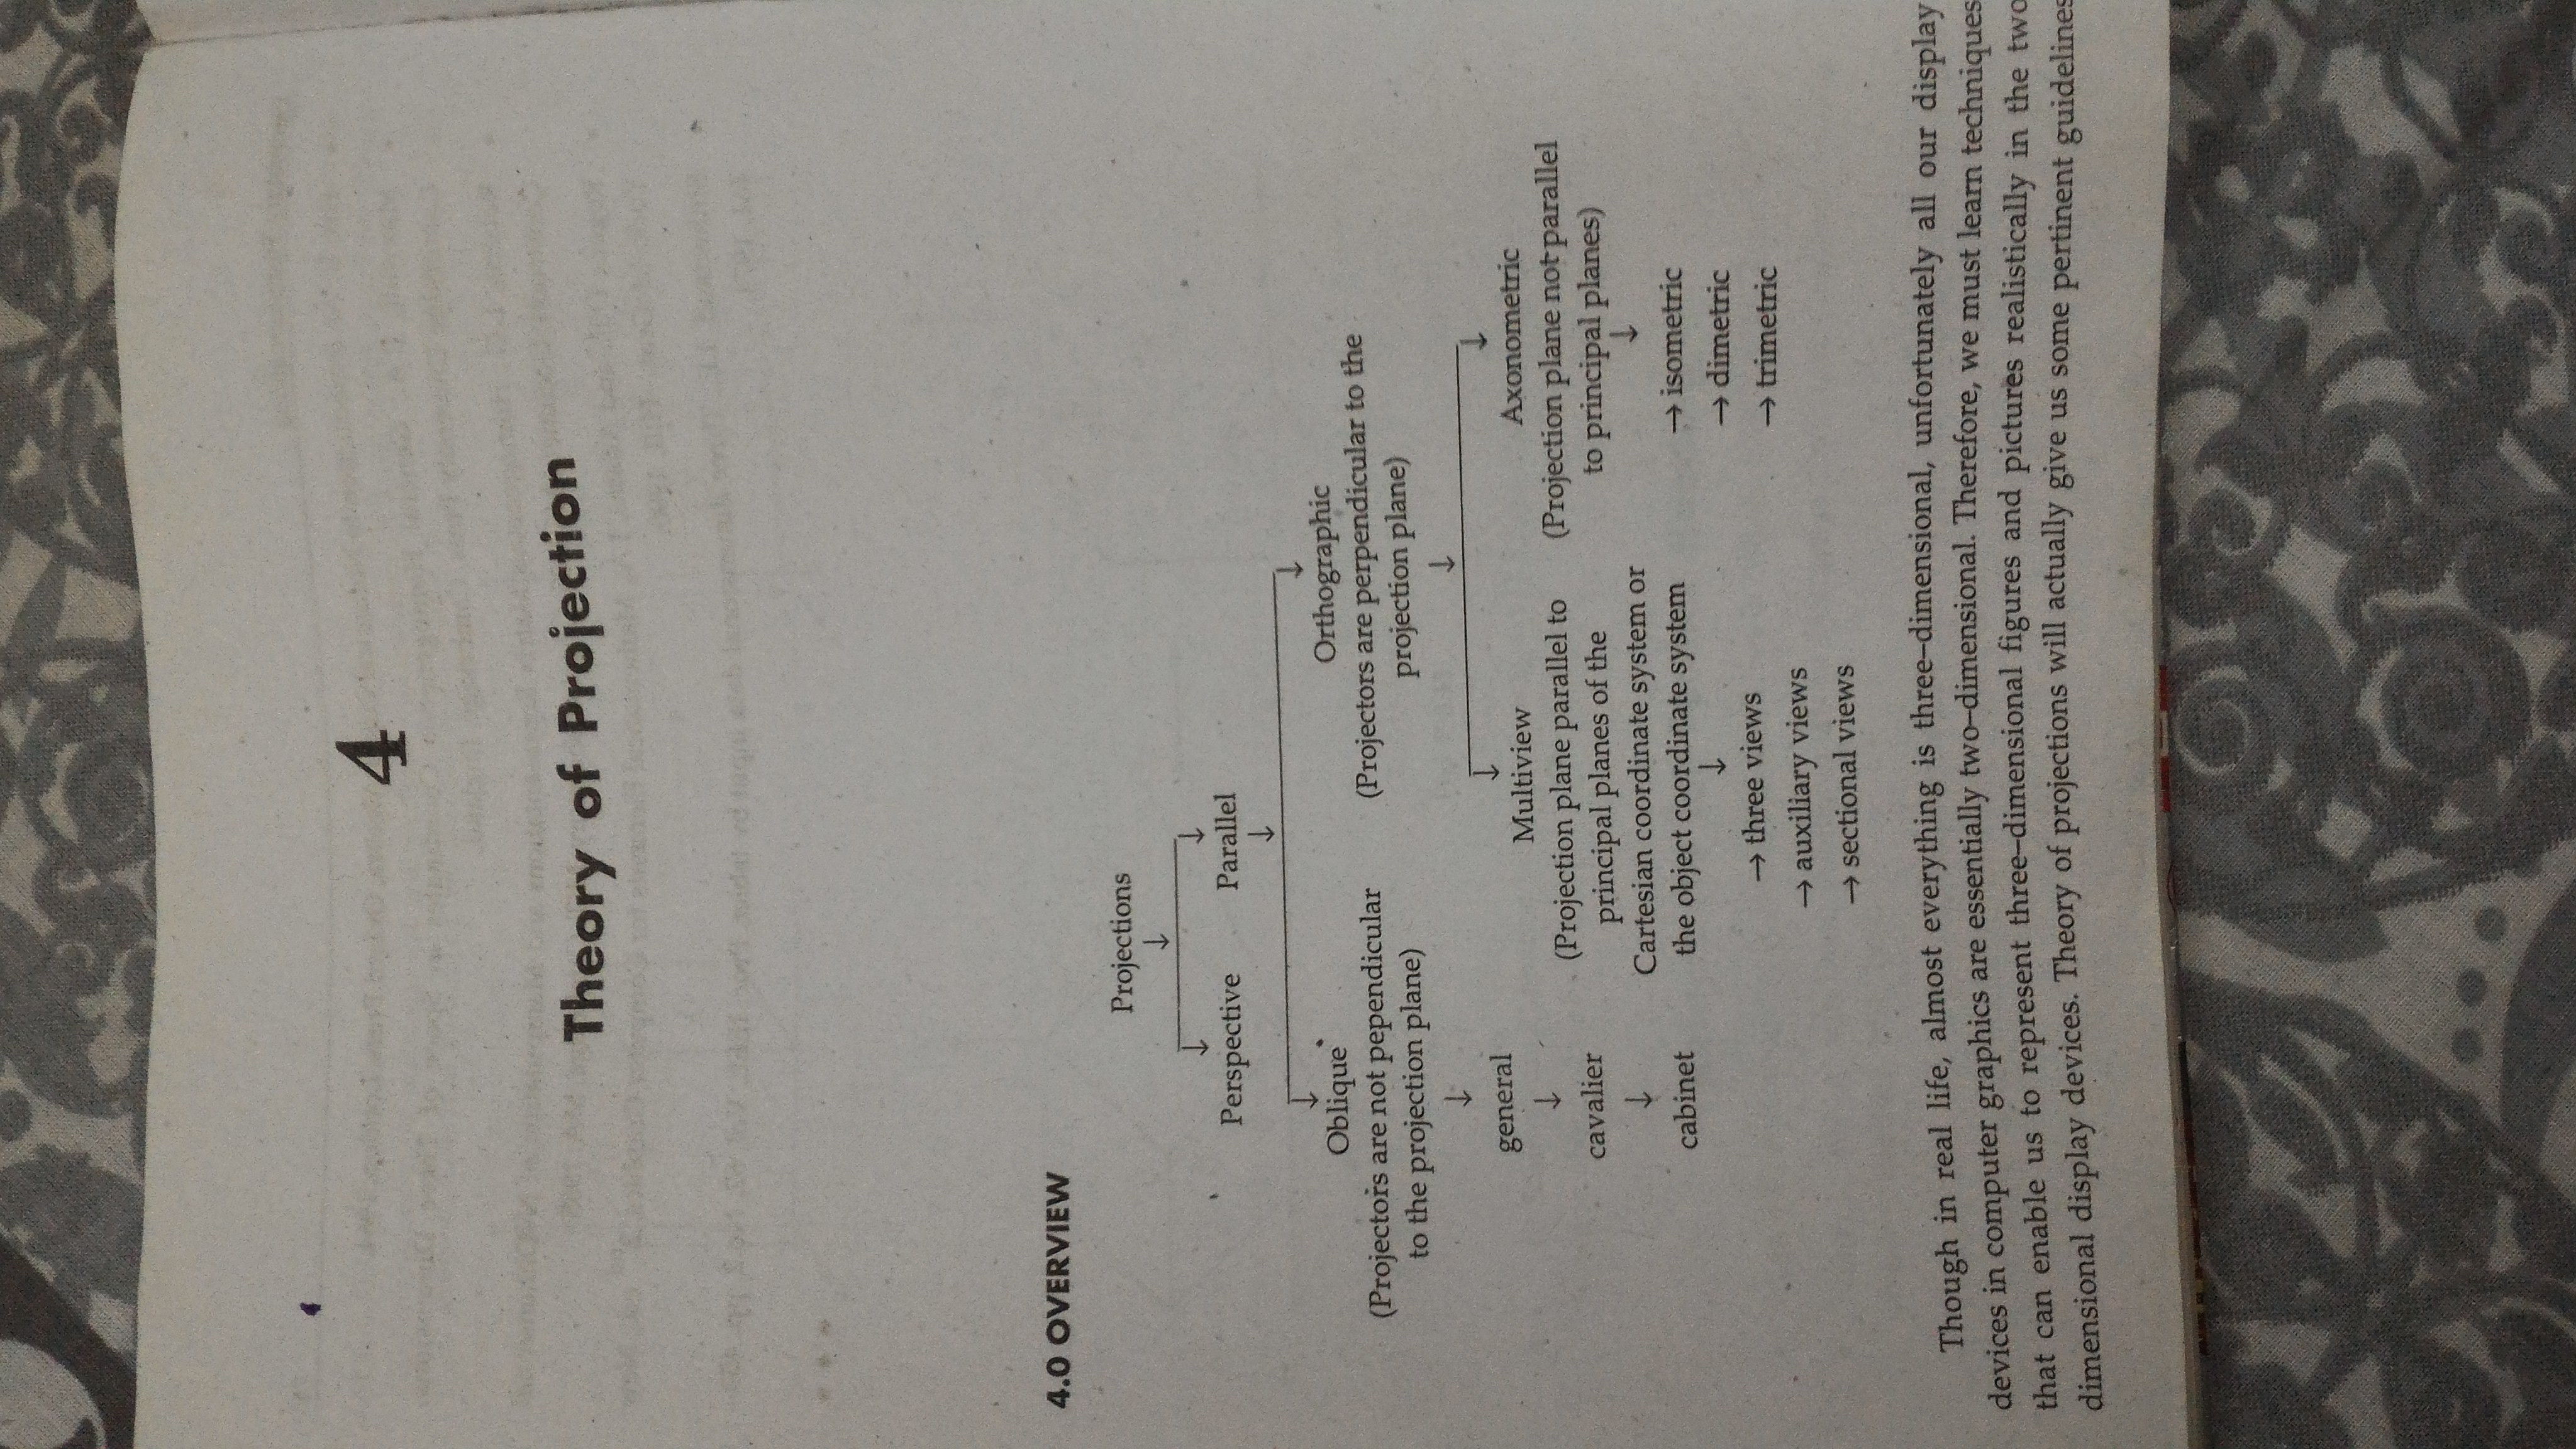 4
Theory of Projection
4.0 OVERVIEW
Projections
↓
↓ ↓
Perspective Parallel
↓
↓ ↓
Oblique Orthographic
(Projectors are not pependicular (Projectors are perpendicular to the
to the projection plane) projection plane)
↓ ↓
general ↓ ↓
↓ Multiview Axonometric
cavalier (Projection plane parallel to (Projection plane not parallel
↓ principal planes of the to principal planes)
cabinet Cartesian coordinate system or ↓
the object coordinate system → isometric
↓ → dimetric
→ three views → trimetric
→ auxiliary views
→ sectional views
Though in real life, almost everything is three–dimensional, unfortunately all our display
devices in computer graphics are essentially two–dimensional. Therefore, we must learn techniques
that can enable us to represent three–dimensional figures and pictures realistically in the two
dimensional display devices. Theory of projections will actually give us some pertinent guidelines